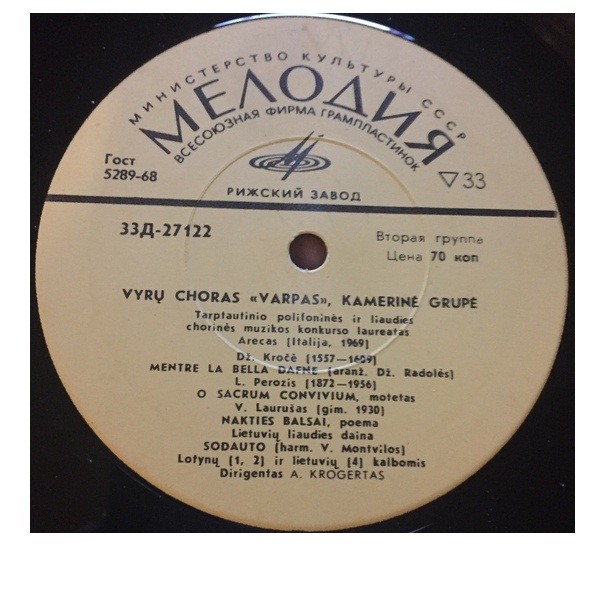 МИНИСТЕРСТВО КУЛЬТУРЫ СССР
МЕЛОДИЯ
ВСЕСОЮЗНАЯ ФИРМА ГРАМПЛАСТИНОК
Гост
5289-68
▽33
РИЖСКИЙ ЗАВОД
33Д-27122
Вторая группа
Цена 70 коп
VYRŲ CHORAS «VARPAS», KAMERINĖ GRUPĖ
Tarptautinio polifoninės ir liaudies
chorinės muzikos konkurso laureatas
Arecas [Italija, 1969]
Dž. Kročė (1557—1609)
MENTRE LA BELLA DAFNE [aranž. Dž. Radolės]
L. Perozis (1872—1956)
O SACRUM CONVIVIUM, motetas
V. Laurušas [gim. 1930)
NAKTIES BALSAI, poema
Lietuvių liaudies daina
SODAUTO [harm. V. Montvilos)
Lotynų [1, 2] ir lietuvių [4] kalbomis
Dirigentas A. KROGERTAS